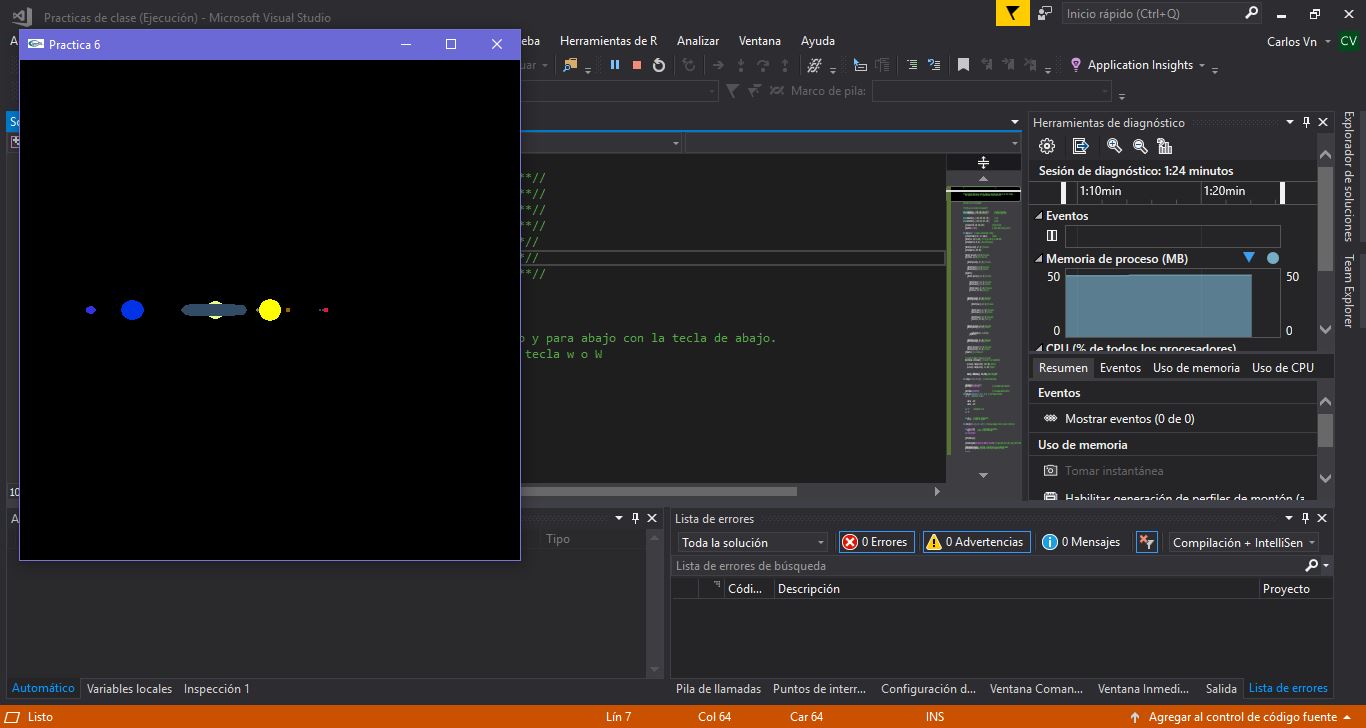 Practicas de clase (Ejecución) - Microsoft Visual Studio
Inicio rápido (Ctrl+Q)
Practica 6
Herramientas de R
Analizar
Ventana
Ayuda
Carlos Vn
CV
Application Insights
Marco de pila:
**//
**//
**//
**//
*//
*//
**//
o y para abajo con la tecla de abajo.
tecla w o W
Herramientas de diagnóstico
Sesión de diagnóstico: 1:24 minutos
1:10min
1:20min
Eventos
Memoria de proceso (MB)
50
50
0
0
CPU (% de todos los procesadores)
Resumen
Eventos
Uso de memoria
Uso de CPU
Eventos
Mostrar eventos (0 de 0)
Uso de memoria
Tomar instantánea
Habilitar generación de perfiles de montón (a
Explorador de soluciones
Team Explorer
Tipo
Automático
Variables locales
Inspección 1
Lista de errores
Toda la solución
0 Errores
0 Advertencias
0 Mensajes
Compilación + IntelliSen
Lista de errores de búsqueda
Códi...
Descripción
Proyecto
Pila de llamadas
Puntos de interr...
Configuración d...
Ventana Coman...
Ventana Inmedi...
Salida
Lista de errores
Listo
Lín 7
Col 64
Car 64
INS
Agregar al control de código fuente